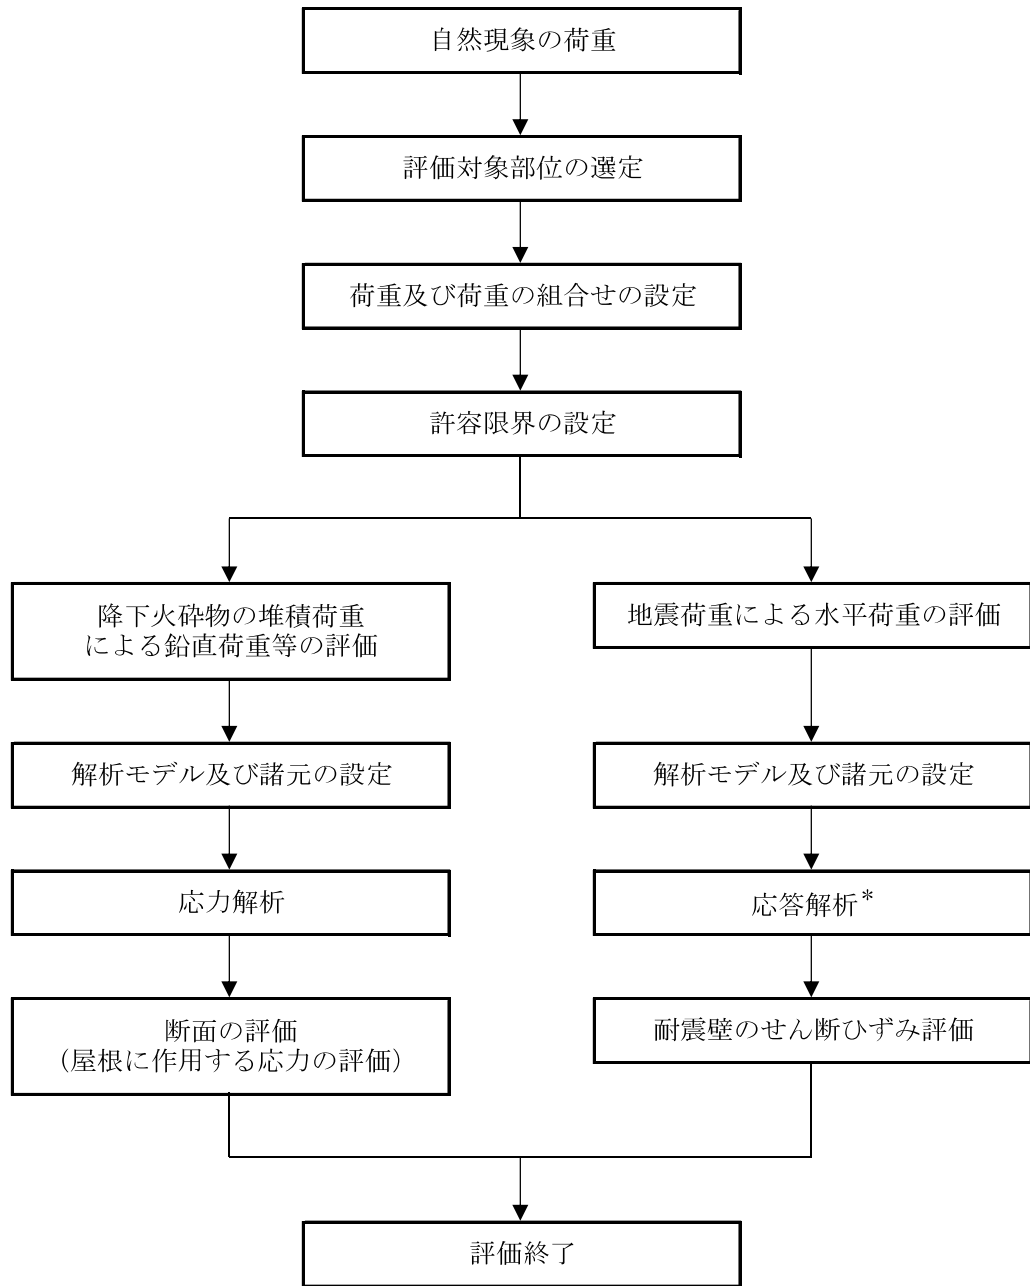 自然現象の荷重
評価対象部位の選定
荷重及び荷重の組合せの設定
許容限界の設定
降下火砕物の堆積荷重
による鉛直荷重等の評価
解析モデル及び諸元の設定
応力解析
断面の評価
（屋根に作用する応力の評価）
地震荷重による水平荷重の評価
解析モデル及び諸元の設定
応答解析*
耐震壁のせん断ひずみ評価
評価終了